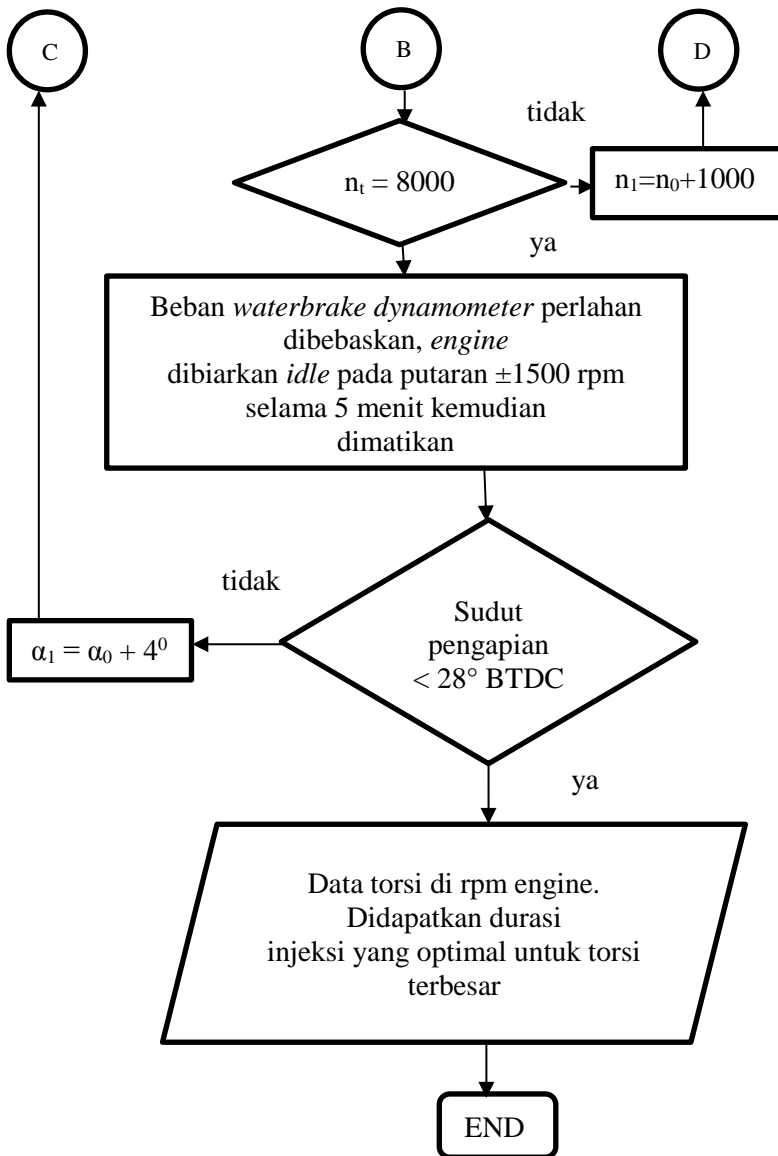 C
B
D
tidak
n₁=n₀+1000
nₜ = 8000
ya
Beban waterbrake dynamometer perlahan
dibebaskan, engine
dibiarkan idle pada putaran ±1500 rpm
selama 5 menit kemudian
dimatikan
tidak
α₁ = α₀ + 4⁰
Sudut
pengapian
< 28° BTDC
ya
Data torsi di rpm engine.
Didapatkan durasi
injeksi yang optimal untuk torsi
terbesar
END